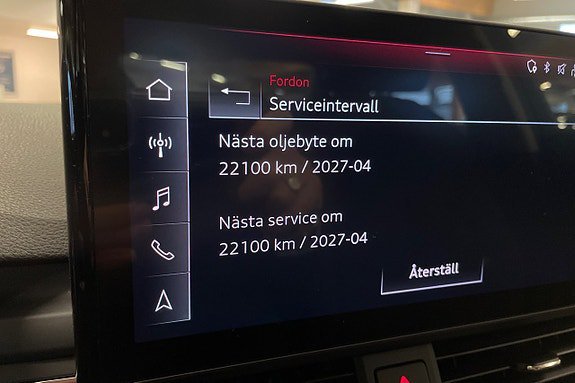 Fordon
Serviceintervall
Nästa oljebyte om
22100 km / 2027-04
Nästa service om
22100 km / 2027-04
Återställ